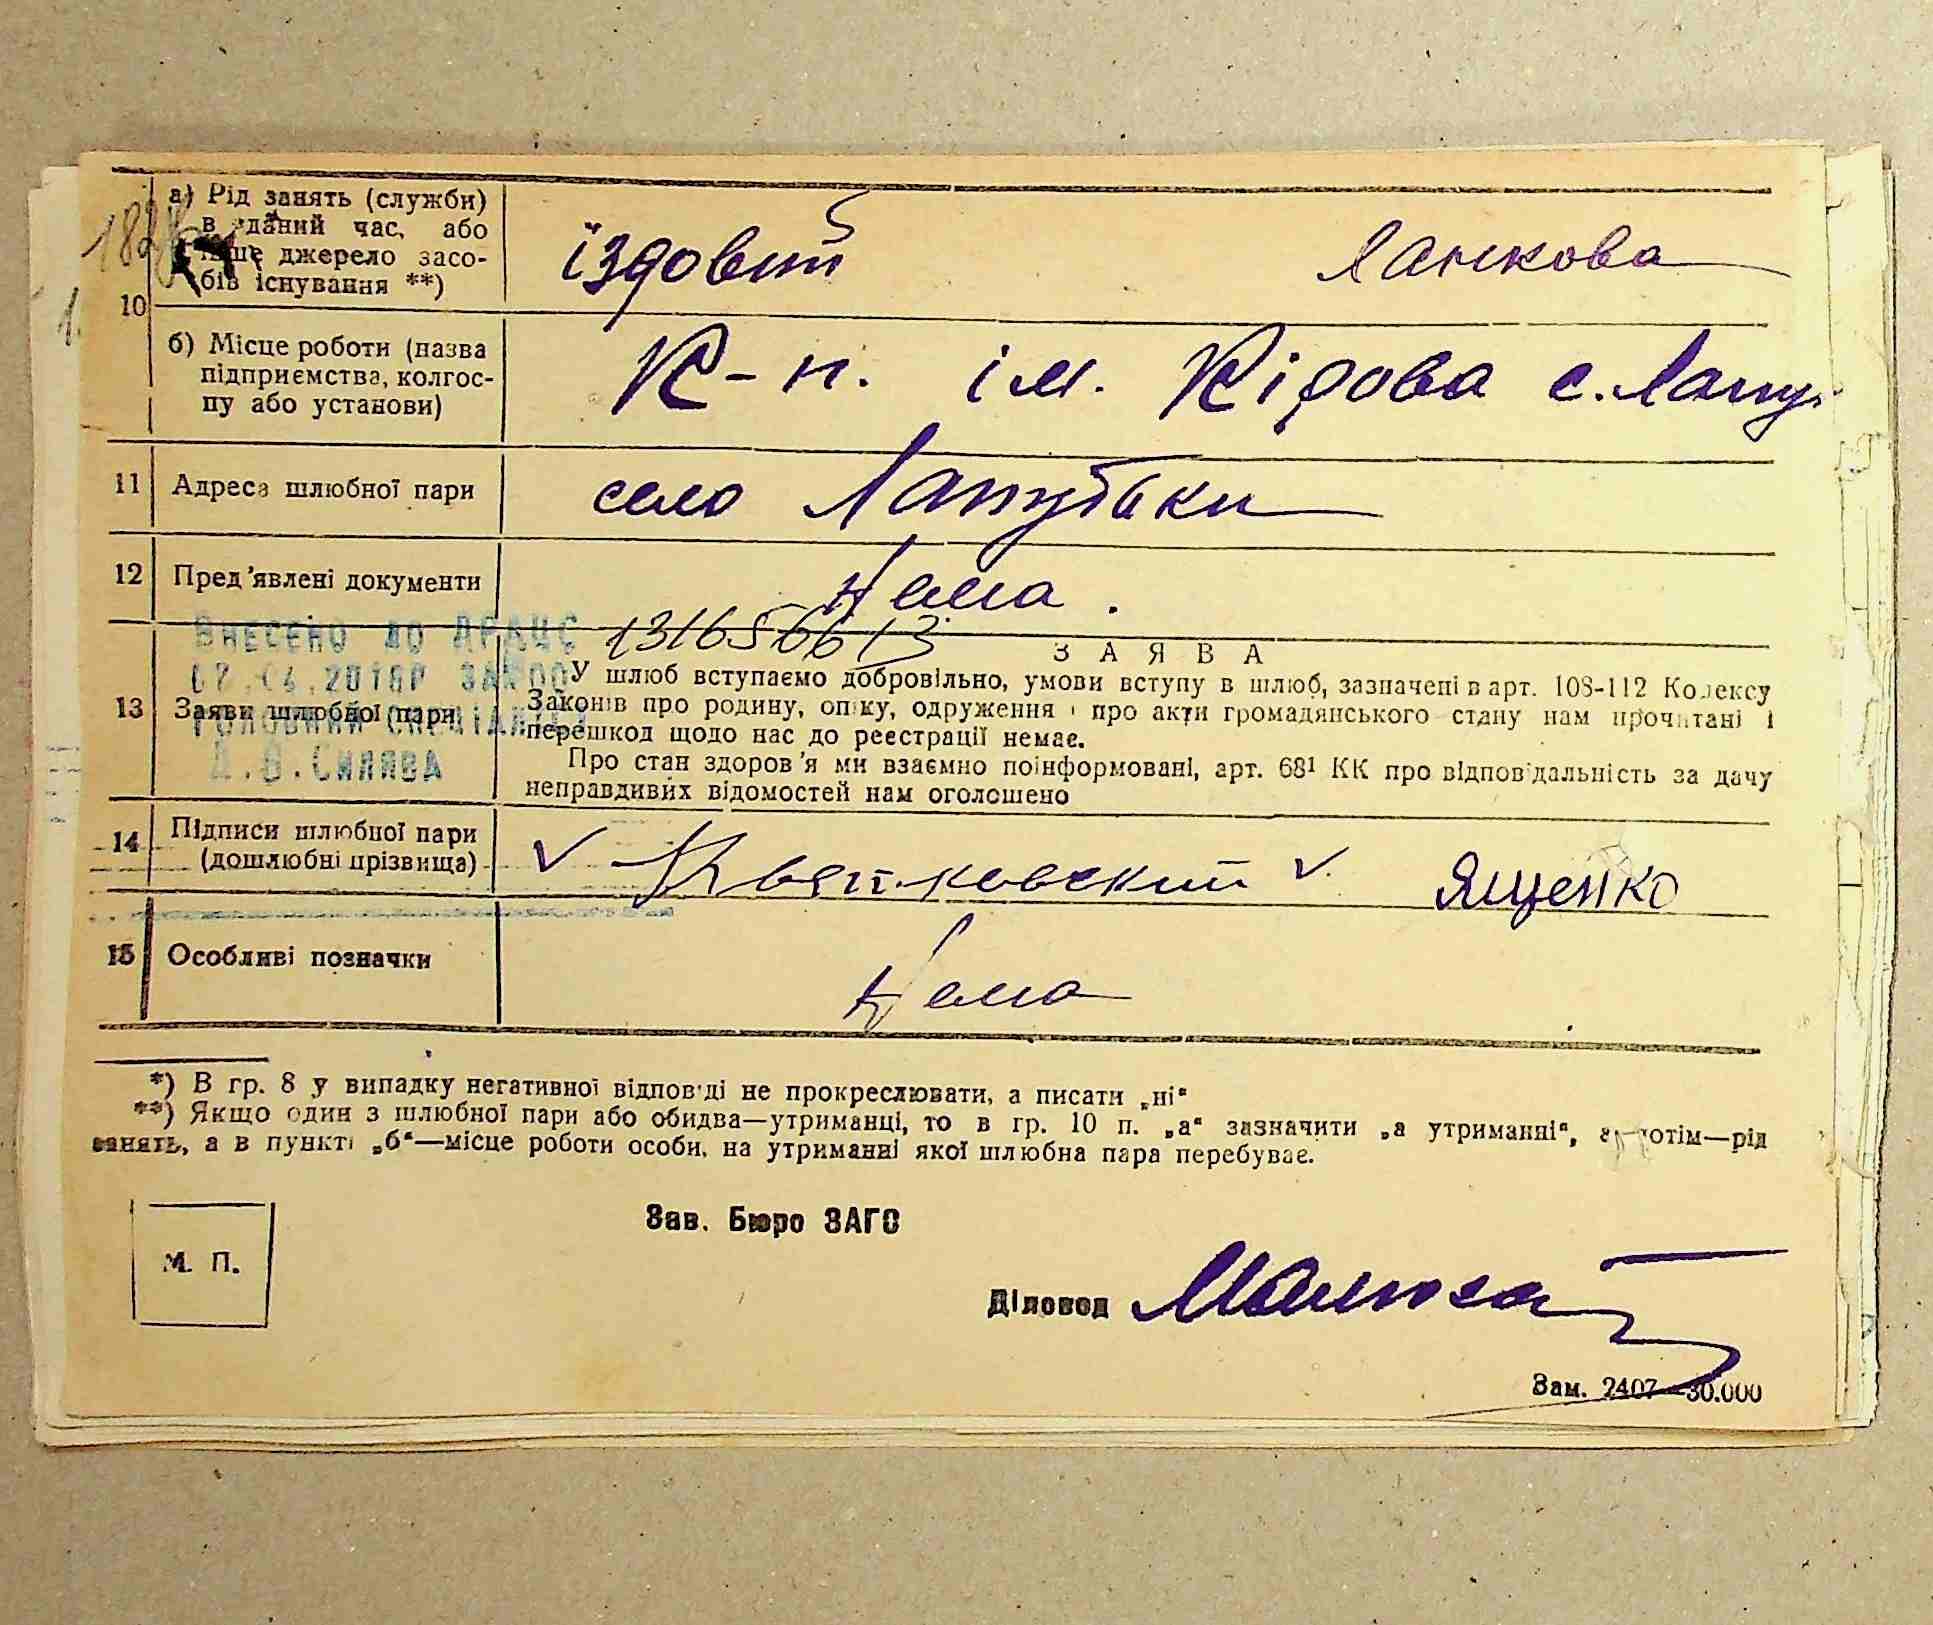 а) Рід занять (служби)
в даний час, або
інше джерело засо-
бів існування **)
10
їздовий Ланкова
б) Місце роботи (назва
підприємства, колгос-
пу або установи)
К-п. ім. Кірова с. Лапу
11 Адреса шлюбної пари
село Лапутьки
12 Пред'явлені документи
Нема.
ВНЕСЕНО ДО ДРАЦС
131656613
ГОЛОВНИЙ СПЕЦІАЛІСТ
13 Заяви шлюбної пари
ЗАЯВА
У шлюб вступаємо добровільно, умови вступу в шлюб, зазначені в арт. 108-112 Кодексу
Законів про родину, опіку, одруження і про акти громадянського стану нам прочитані і
перешкод щодо нас до реєстрації немає.
Про стан здоров'я ми взаємно поінформовані, арт. 68¹ КК про відповідальність за дачу
неправдивих відомостей нам оголошено
14 Підписи шлюбної пари
(дошлюбні прізвища)
Ященко
15 Особливі позначки
Нема
*) В гр. 8 у випадку негативної відповіді не прокреслювати, а писати „ні“
**) Якщо один з шлюбної пари або обидва—утриманці, то в гр. 10 п. „а“ зазначити „а утриманні“, а потім—рід
занять, а в пункті „б“—місце роботи особи, на утриманні якої шлюбна пара перебуває.
М. П.
Зав. Бюро ЗАГС
Діловод
Зам. 2407—30.000